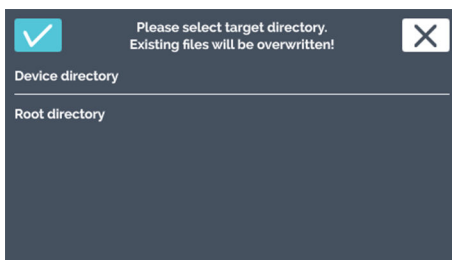 Please select target directory.
Existing files will be overwritten!
Device directory
Root directory